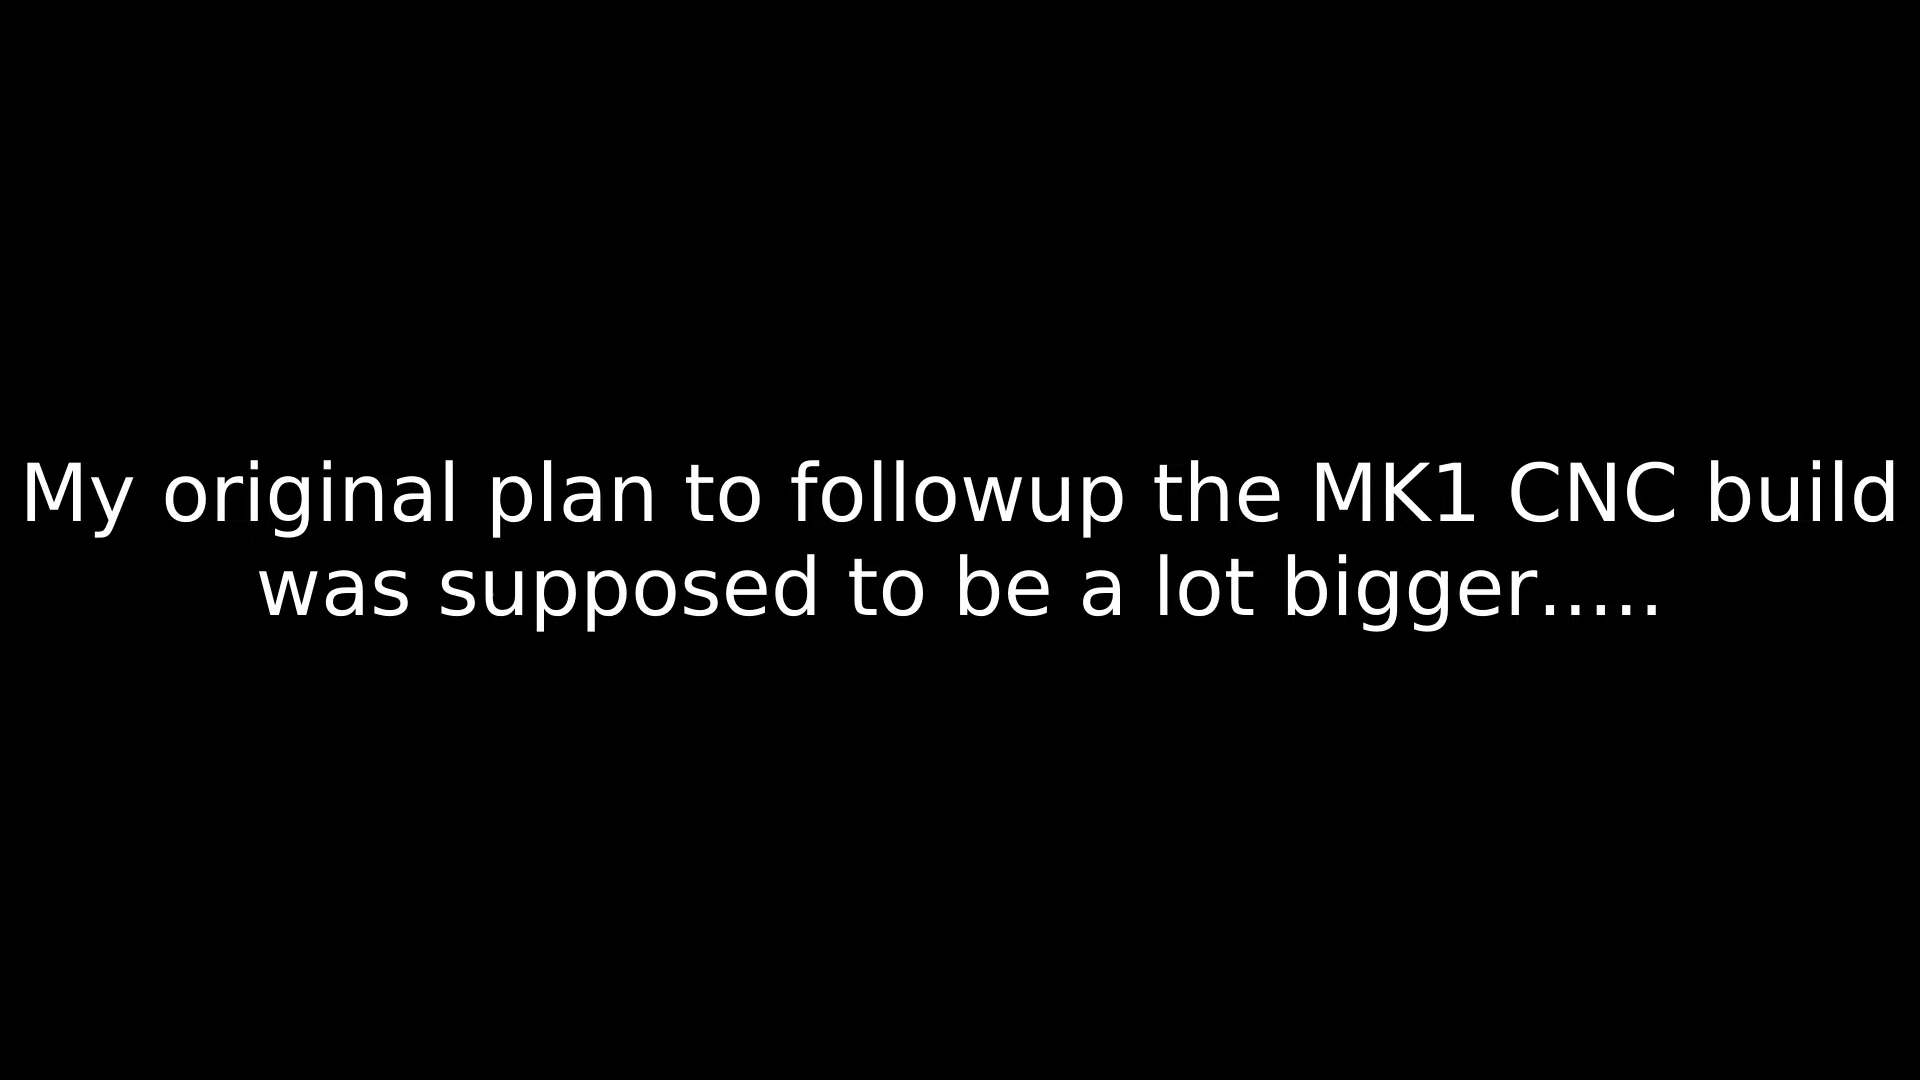 My original plan to followup the MK1 CNC build
was supposed to be a lot bigger.....